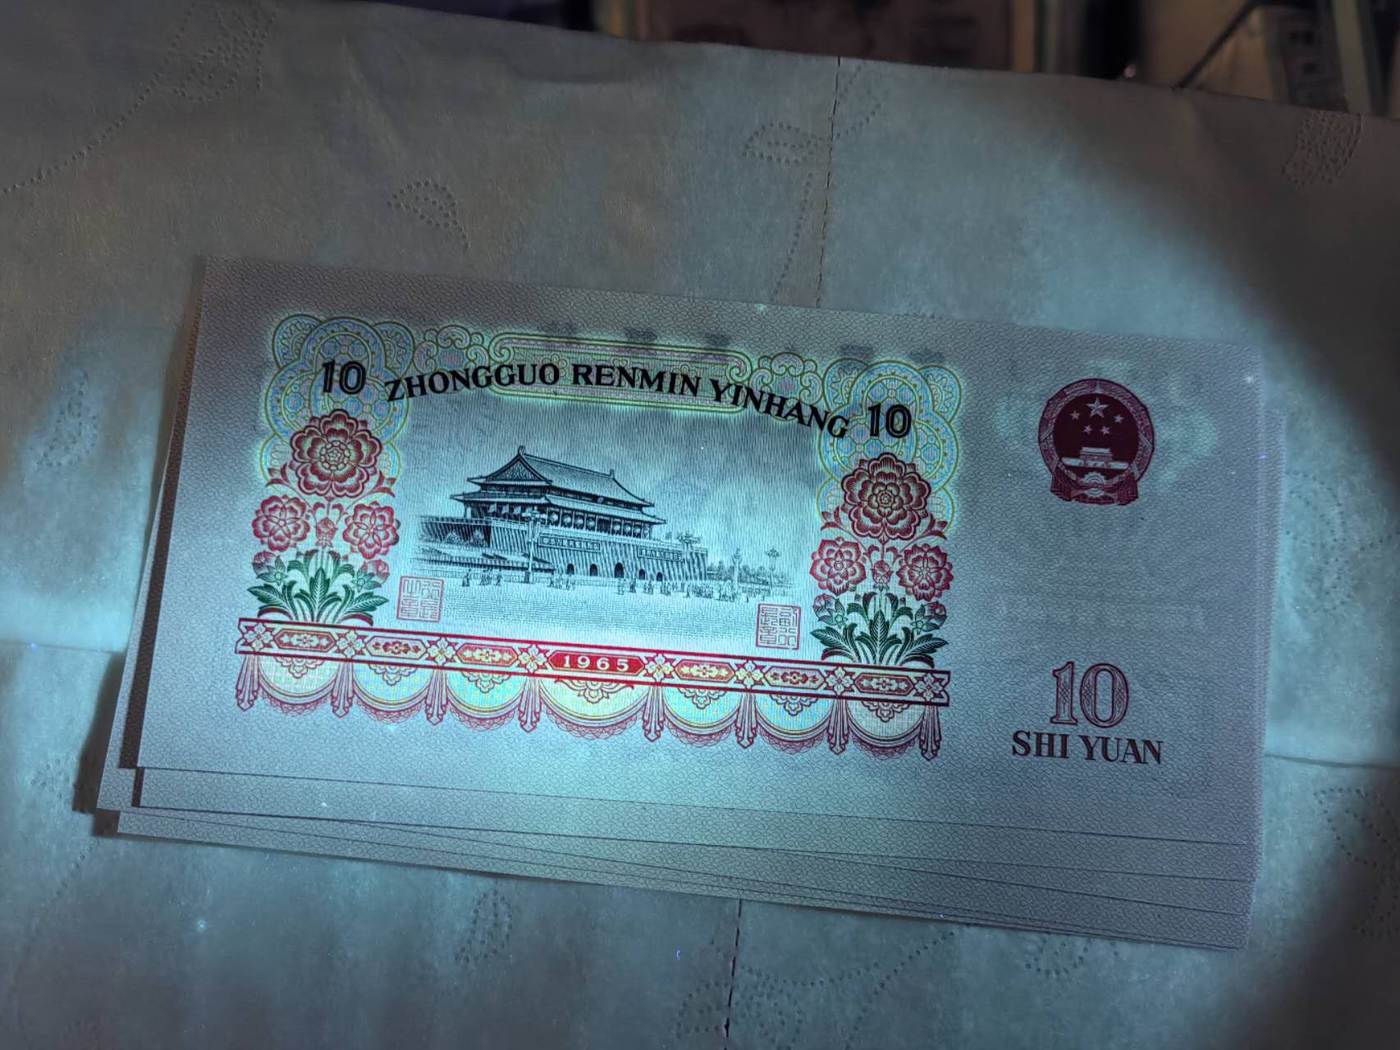 10 ZHONGGUO RENMIN YINHANG 10
1965
10
SHI YUAN